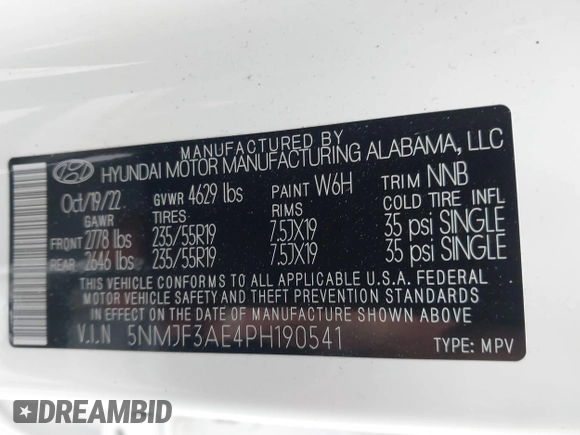 MANUFACTURED BY
HYUNDAI MOTOR MANUFACTURING ALABAMA, LLC
Oct/19/22 GVWR 4629 lbs PAINT W6H TRIM NNB
GAWR TIRES RIMS COLD TIRE INFL
FRONT 2778 lbs 235/55R19 7.5JX19 35 psi SINGLE
REAR 2646 lbs 235/55R19 7.5JX19 35 psi SINGLE
THIS VEHICLE CONFORMS TO ALL APPLICABLE U.S.A. FEDERAL
MOTOR VEHICLE SAFETY AND THEFT PREVENTION STANDARDS
IN EFFECT ON THE DATE OF MANUFACTURE SHOWN ABOVE
V.I.N 5NMJF3AE4PH190541
TYPE: MPV
DREAMBID